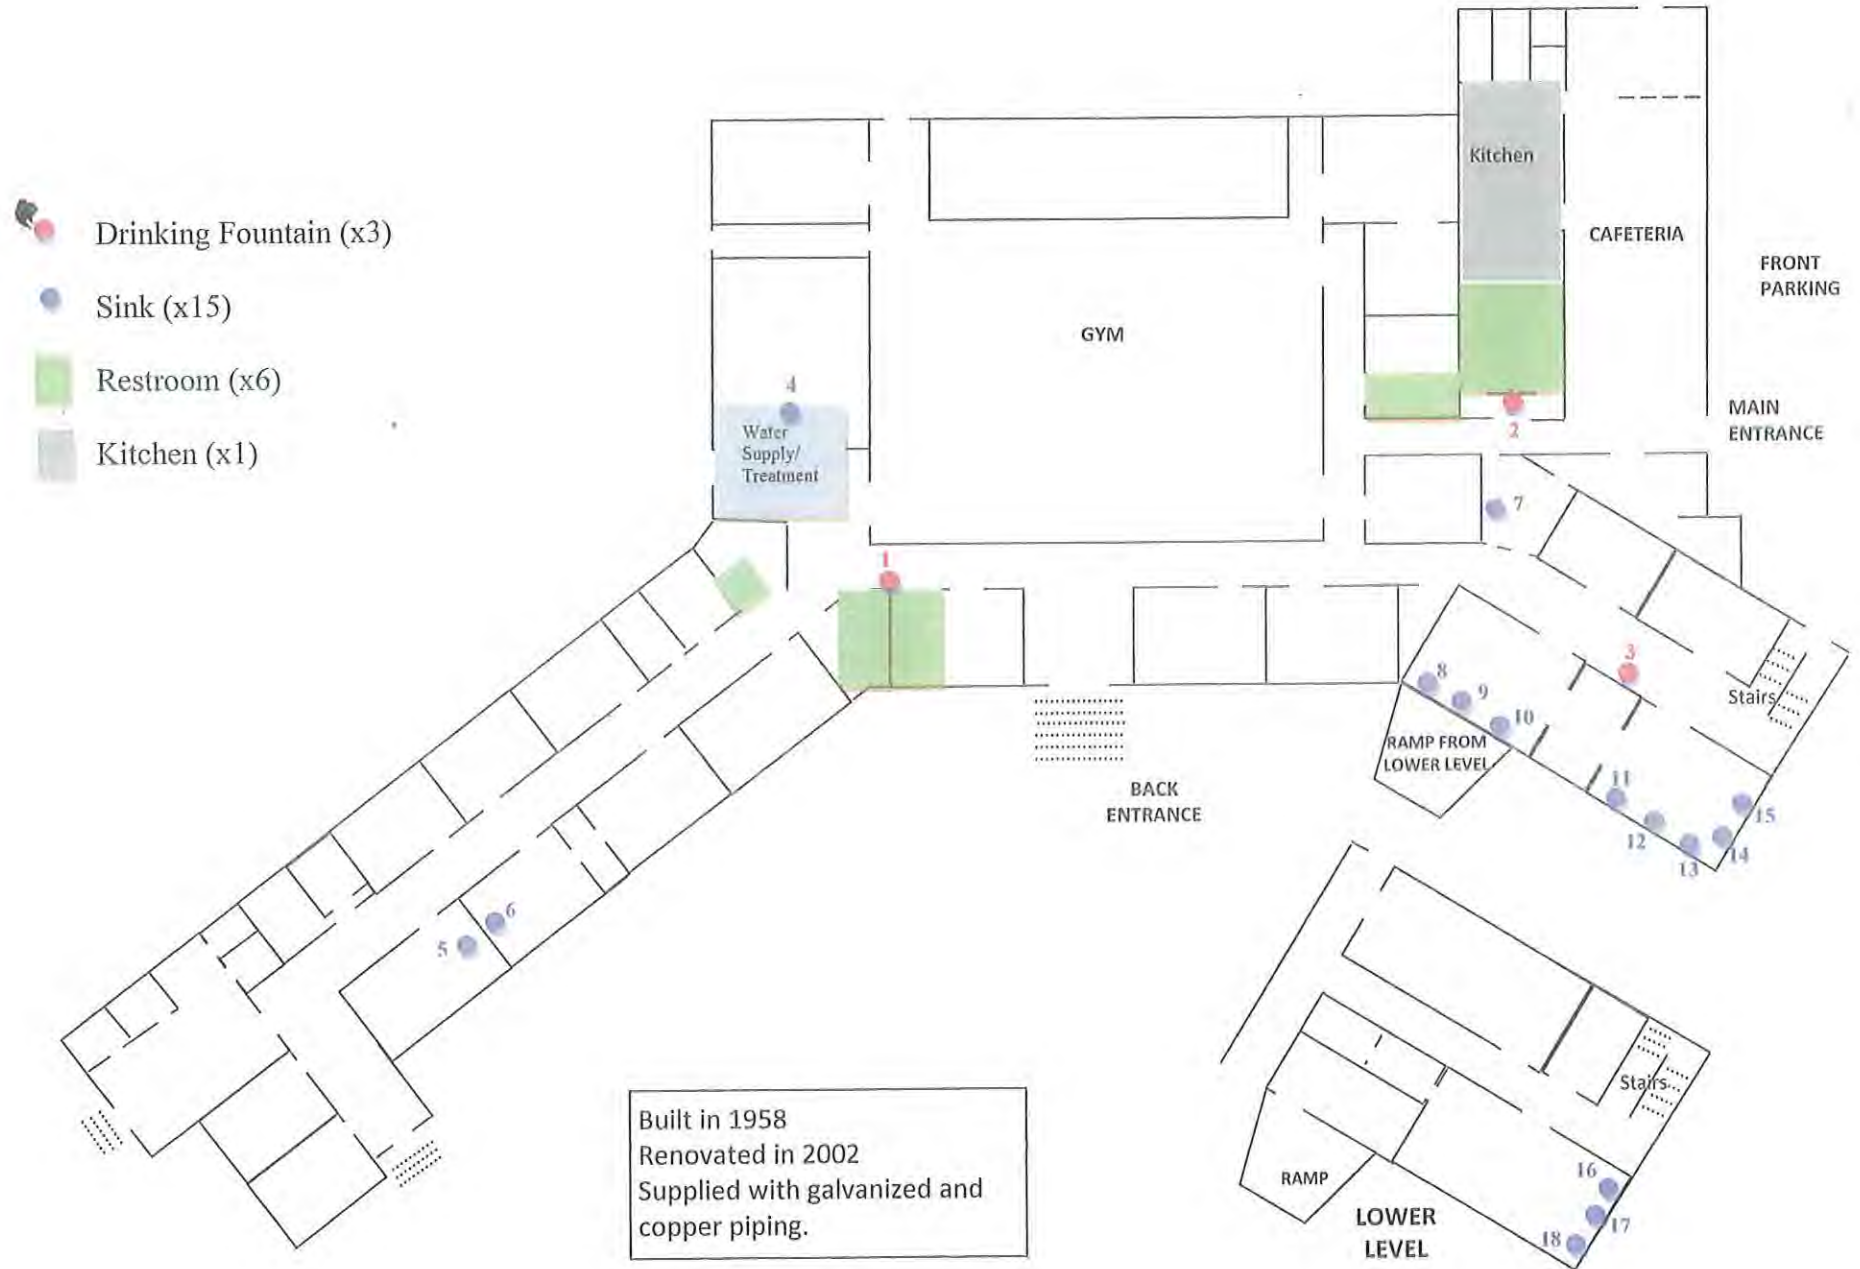 Drinking Fountain (x3)
Sink (x15)
Restroom (x6)
Kitchen (x1)
Kitchen
CAFETERIA
FRONT
PARKING
GYM
MAIN
ENTRANCE
4
Water
Supply/
Treatment
2
7
1
3
8
9
10
Stairs
RAMP FROM
LOWER LEVEL
11
12
13
14
15
BACK
ENTRANCE
5
6
Built in 1958
Renovated in 2002
Supplied with galvanized and
copper piping.
Stairs
RAMP
16
17
18
LOWER
LEVEL